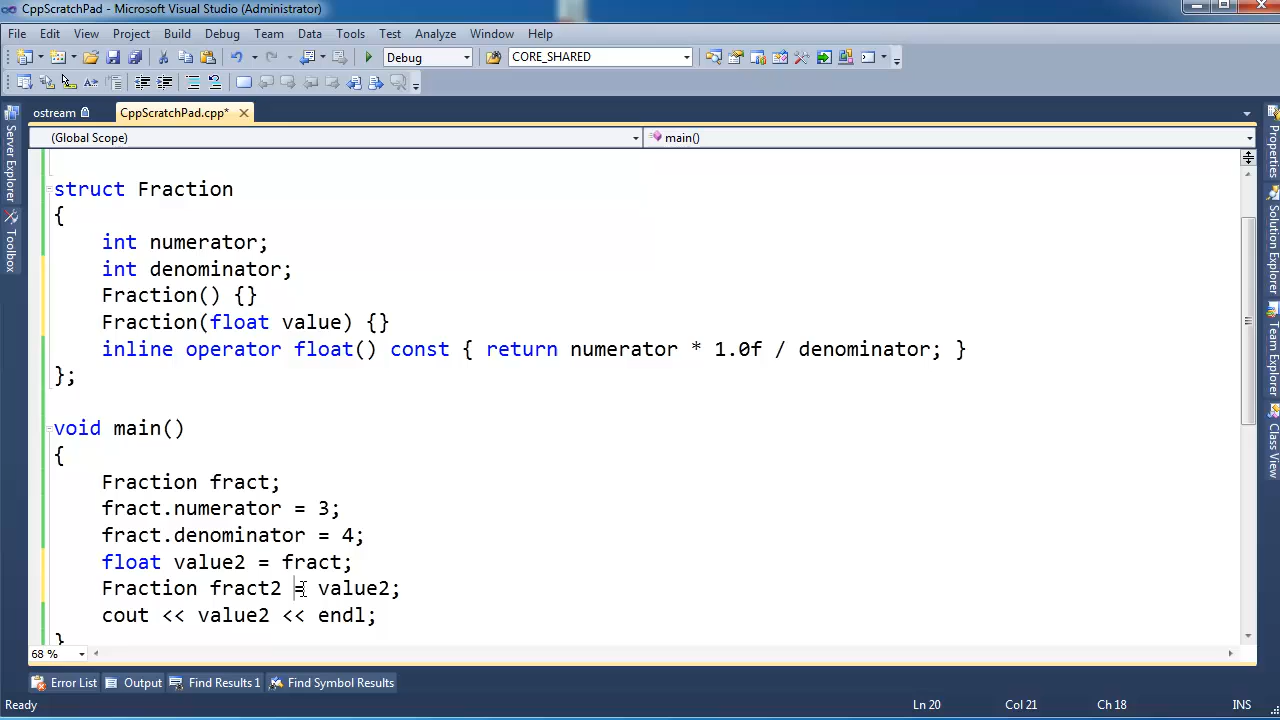 CppScratchPad - Microsoft Visual Studio (Administrator)
File Edit View Project Build Debug Team Data Tools Test Analyze Window Help
Debug CORE_SHARED
ostream CppScratchPad.cpp*
(Global Scope) main()
struct Fraction
{
int numerator;
int denominator;
Fraction() {}
Fraction(float value) {}
inline operator float() const { return numerator * 1.0f / denominator; }
};
void main()
{
Fraction fract;
fract.numerator = 3;
fract.denominator = 4;
float value2 = fract;
Fraction fract2 = value2;
cout << value2 << endl;
}
68 %
Server Explorer
Toolbox
Properties
Solution Explorer
Team Explorer
Class View
Error List Output Find Results 1 Find Symbol Results
Ready Ln 20 Col 21 Ch 18 INS